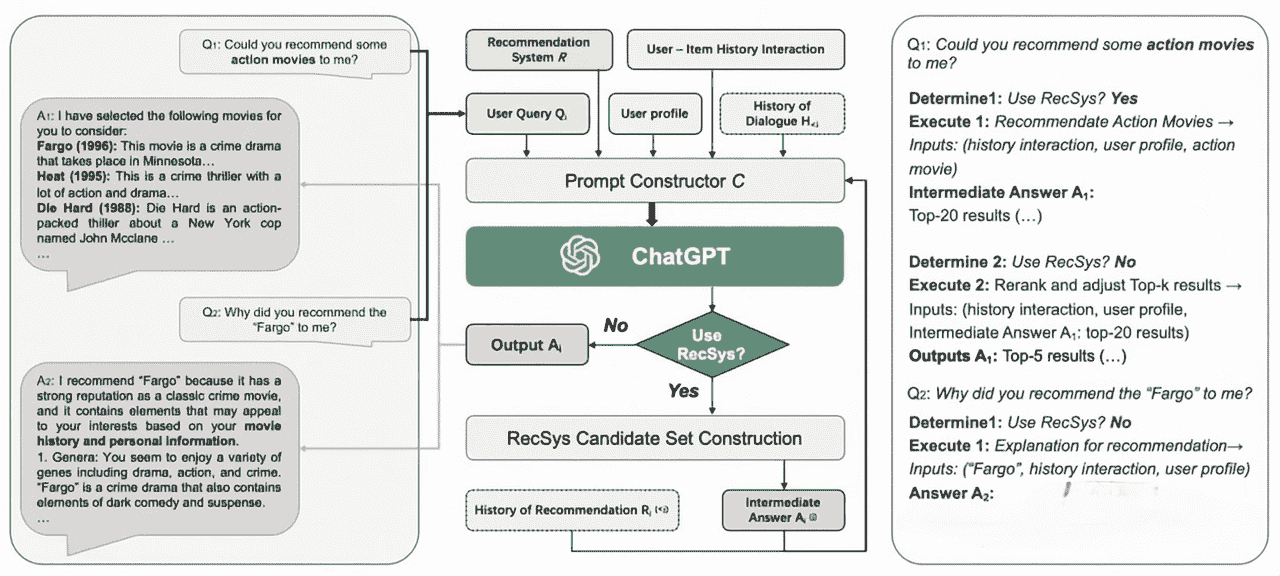 Q1: Could you recommend some
action movies to me?
A1: I have selected the following movies for
you to consider:
Fargo (1996): This movie is a crime drama
that takes place in Minnesota…
Heat (1995): This is a crime thriller with a
lot of action and drama…
Die Hard (1988): Die Hard is an action-
packed thiller about a New York cop
named John Mcclane …
…
Q2: Why did you recommend the
“Fargo” to me?
A2: I recommend “Fargo” because it has a
strong reputation as a classic crime movie,
and it contains elements that may appeal
to your interests based on your movie
history and personal information.
1. Genera: You seem to enjoy a variety of
genes including drama, action, and crime.
“Fargo” is a crime drama that also contains
elements of dark comedy and suspense.
…
Recommendation
System R
User – Item History Interaction
User Query Qi
User profile
History of
Dialogue H<i
Prompt Constructor C
ChatGPT
Use
RecSys?
No
Output Ai
Yes
RecSys Candidate Set Construction
History of Recommendation Ri
Intermediate
Answer Ai
Q1: Could you recommend some action movies
to me?
Determine1: Use RecSys? Yes
Execute 1: Recommendate Action Movies →
Inputs: (history interaction, user profile, action
movie)
Intermediate Answer A1:
Top-20 results (…)
Determine 2: Use RecSys? No
Execute 2: Rerank and adjust Top-k results →
Inputs: (history interaction, user profile,
Intermediate Answer A1: top-20 results)
Outputs A1: Top-5 results (…)
Q2: Why did you recommend the “Fargo” to me?
Determine1: Use RecSys? No
Execute 1: Explanation for recommendation→
Inputs: (“Fargo”, history interaction, user profile)
Answer A2: